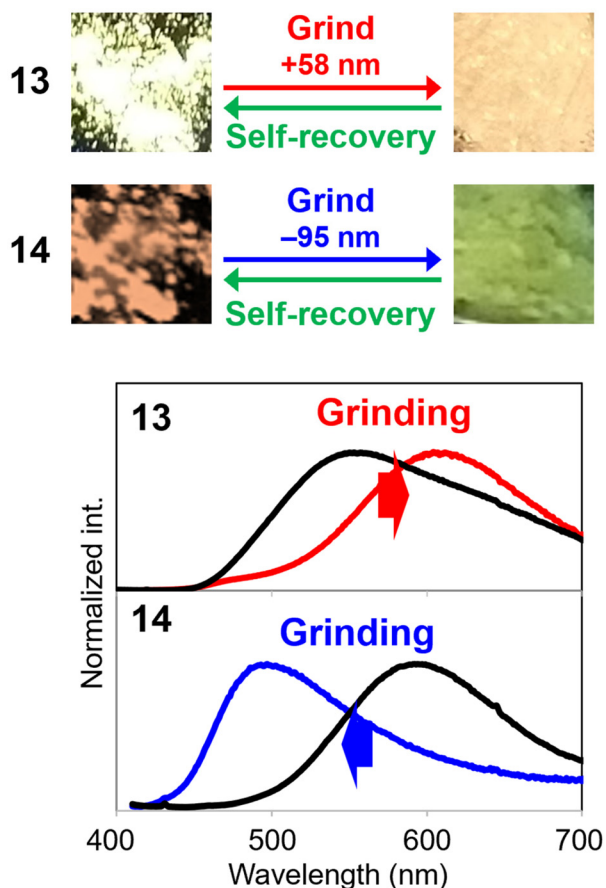 13
Grind
+58 nm
Self-recovery
14
Grind
–95 nm
Self-recovery
13
Grinding
14
Grinding
Normalized int.
400 500 600 700
Wavelength (nm)